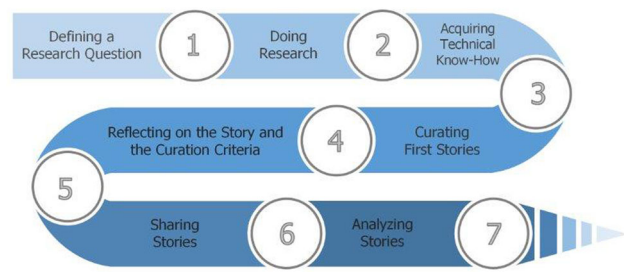 Defining a
Research Question
1
Doing
Research
2
Acquiring
Technical
Know-How
3
Curating
First Stories
4
Reflecting on the Story and
the Curation Criteria
5
Sharing
Stories
6
Analyzing
Stories
7